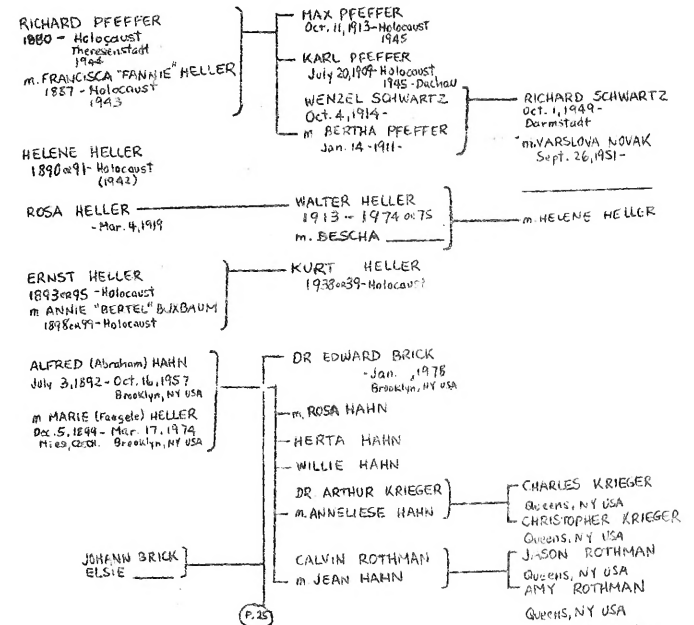 RICHARD PFEFFER
1880 - Holocaust
Theresenstadt
1944
m. FRANCISCA "FANNIE" HELLER
1887 - Holocaust
1943
MAX PFEFFER
Oct. 11, 1913-Holocaust
1945
KARL PFEFFER
July 20, 1909-Holocaust
1945 - Dachau
WENZEL SCHWARTZ
Oct. 4, 1914-
m BERTHA PFEFFER
Jan. 14 - 1911-
RICHARD SCHWARTZ
Oct. 1, 1949-
Darmstadt
m. VARSLOVA NOVAK
Sept. 26, 1951-
HELENE HELLER
1890 or 91 - Holocaust
(1942)
ROSA HELLER
- Mar. 4, 1919
WALTER HELLER
1913 - 1974 or 75
m. BESCHA
m. HELENE HELLER
ERNST HELLER
1893 or 95 - Holocaust
m ANNIE "BERTEL" BUXBAUM
1898 or 99 - Holocaust
KURT HELLER
1938 or 39 - Holocaust
ALFRED (Abraham) HAHN
July 3, 1892 - Oct. 16, 1957
Brooklyn, NY USA
m MARIE (Faegele) HELLER
Dec. 5, 1899 - Mar. 17, 1974
Mies, Czech. Brooklyn, NY USA
DR EDWARD BRICK
- Jan. , 1978
Brooklyn, NY USA
m. ROSA HAHN
HERTA HAHN
WILLIE HAHN
DR. ARTHUR KRIEGER
m. ANNELIESE HAHN
CHARLES KRIEGER
Queens, NY USA
CHRISTOPHER KRIEGER
Queens, NY USA
JOHANN BRICK
ELSIE
CALVIN ROTHMAN
m JEAN HAHN
JASON ROTHMAN
Queens, NY USA
AMY ROTHMAN
Queens, NY USA
P. 25